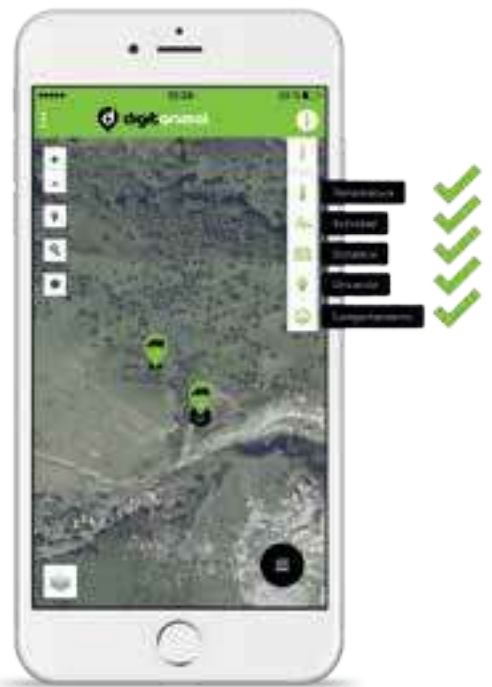 digitanimal
Temperatura
Actividad
Distancia
Ubicación
Comportamiento